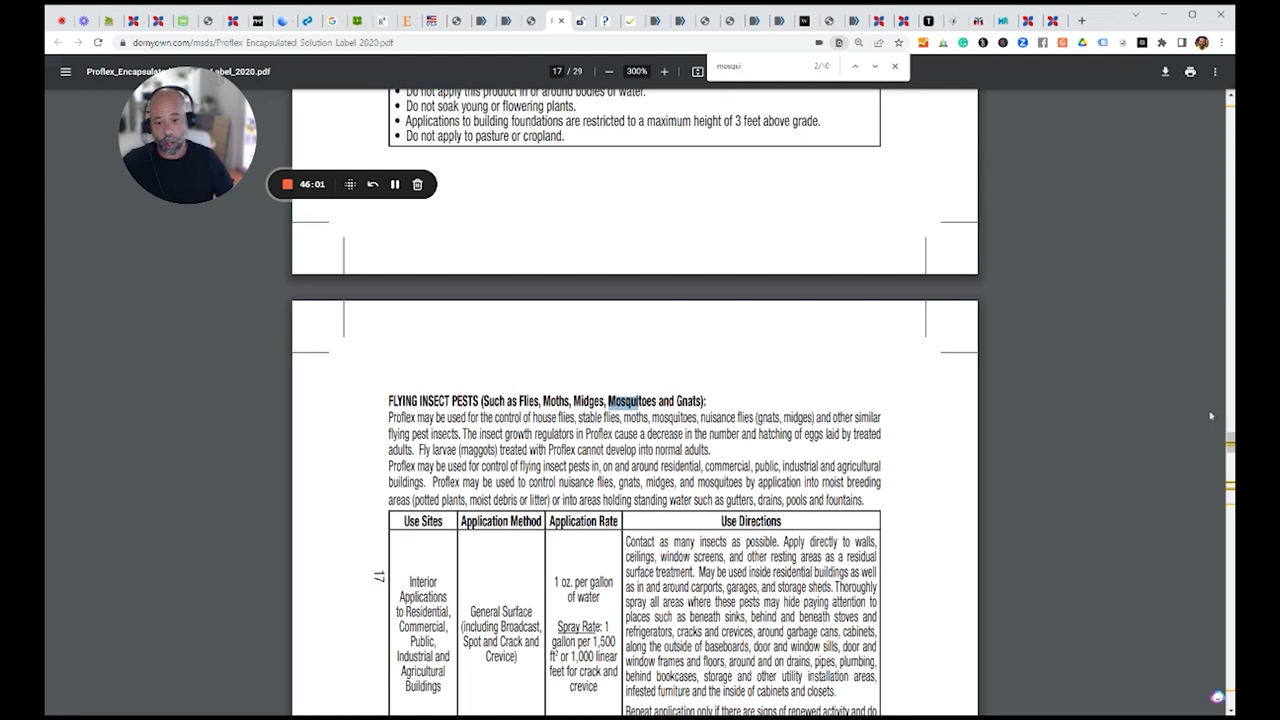 domyown.com/msds/Proflex Encapsulated Solution Label 2020.pdf
17 / 29
300%
mosqui
2/10
46:01
• Do not apply this product in or around bodies of water.
• Do not soak young or flowering plants.
• Applications to building foundations are restricted to a maximum height of 3 feet above grade.
• Do not apply to pasture or cropland.
FLYING INSECT PESTS (Such as Flies, Moths, Midges, Mosquitoes and Gnats):
Proflex may be used for the control of house flies, stable flies, moths, mosquitoes, nuisance flies (gnats, midges) and other similar
flying pest insects. The insect growth regulators in Proflex cause a decrease in the number and hatching of eggs laid by treated
adults. Fly larvae (maggots) treated with Proflex cannot develop into normal adults.
Proflex may be used for control of flying insect pests in, on and around residential, commercial, public, industrial and agricultural
buildings. Proflex may be used to control nuisance flies, gnats, midges, and mosquitoes by application into moist breeding
areas (potted plants, moist debris or litter) or into areas holding standing water such as gutters, drains, pools and fountains.
Use Sites
Application Method
Application Rate
Use Directions
Interior
Applications
to Residential,
Commercial,
Public,
Industrial and
Agricultural
Buildings
General Surface
(including Broadcast,
Spot and Crack and
Crevice)
1 oz. per gallon
of water
Spray Rate: 1
gallon per 1,500
ft² or 1,000 linear
feet for crack and
crevice
Contact as many insects as possible. Apply directly to walls,
ceilings, window screens, and other resting areas as a residual
surface treatment. May be used inside residential buildings as well
as in and around carports, garages, and storage sheds. Thoroughly
spray all areas where these pests may hide paying attention to
places such as beneath sinks, behind and beneath stoves and
refrigerators, cracks and crevices, around garbage cans, cabinets,
along the outside of baseboards, door and window sills, door and
window frames and floors, around and on drains, pipes, plumbing,
behind bookcases, storage and other utility installation areas,
infested furniture and the inside of cabinets and closets.
Repeat application only if there are signs of renewed activity and do
17